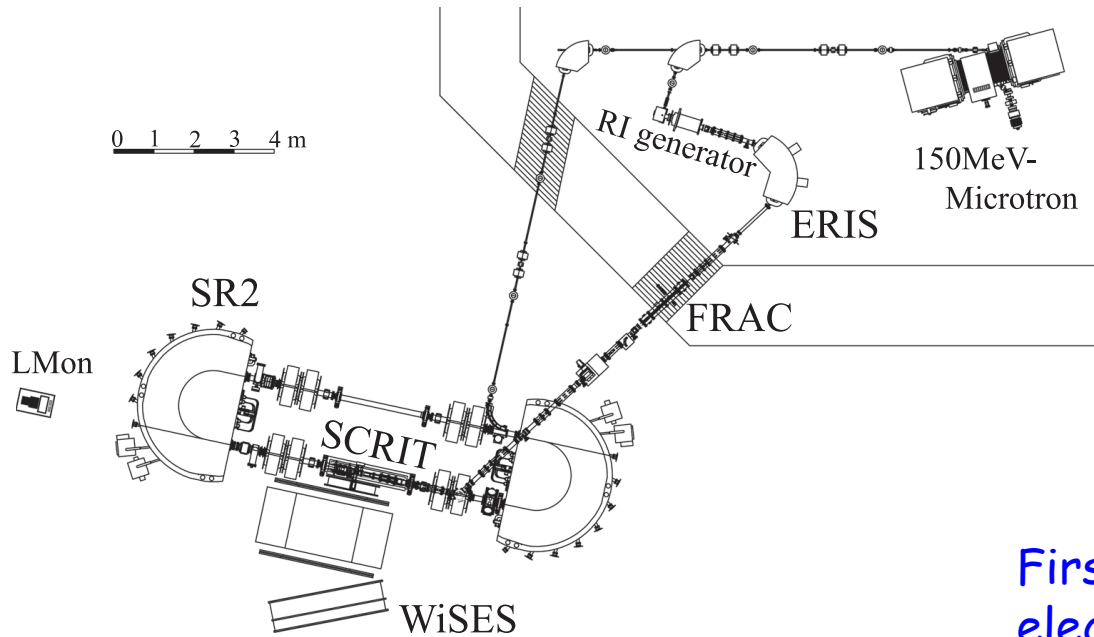 0 1 2 3 4 m
RI generator
150MeV-
Microtron
ERIS
SR2
FRAC
LMon
SCRIT
WiSES